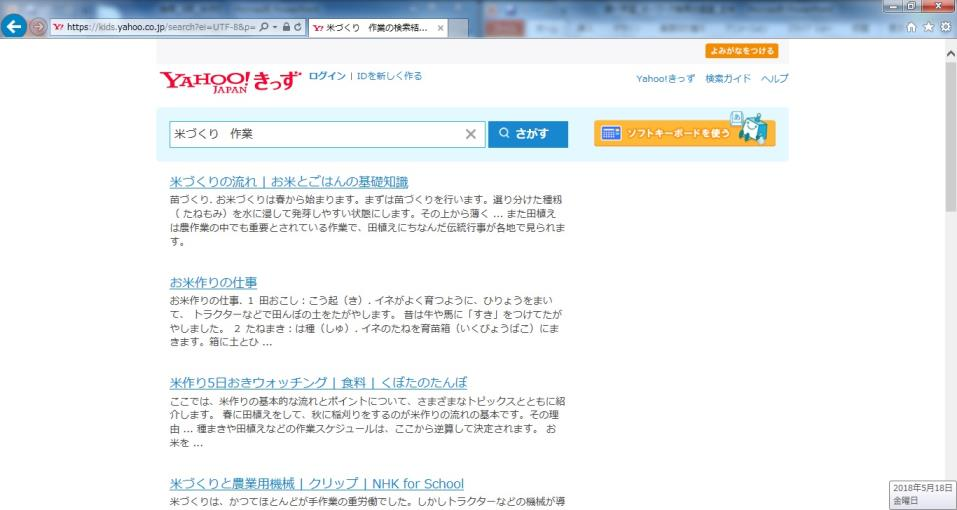 https://kids.yahoo.co.jp/search?ei=UTF-8&p=
米づくり　作業の検索結...
よみがなをつける
YAHOO!きっず
JAPAN
ログイン | IDを新しく作る
Yahoo!きっず 検索ガイド ヘルプ
米づくり　作業
さがす
ソフトキーボードを使う
あ
米づくりの流れ | お米とごはんの基礎知識
苗づくり. お米づくりは春から始まります。まずは苗づくりを行います。選り分けた種籾
（ たねもみ）を水に浸して発芽しやすい状態にします。その上から薄く ... また田植え
は農作業の中でも重要とされている作業で、田植えにちなんだ伝統行事が各地で見られま
す。
お米作りの仕事
お米作りの仕事. 1 田おこし：こう起（き）. イネがよく育つように、ひりょうをまい
て、 トラクターなどで田んぼの土をたがやします。 昔は牛や馬に「すき」をつけてたが
やしました。 2 たねまき：は種（しゅ）. イネのたねを育苗箱（いくびょうばこ）にま
きます。箱に土とひ ...
米作り5日おきウォッチング | 食料 | くぼたのたんぼ
ここでは、米作りの基本的な流れとポイントについて、さまざまなトピックスとともに紹
介します。 春に田植えをして、秋に稲刈りをするのが米作りの流れの基本です。その理
由 ... 種まきや田植えなどの作業スケジュールは、ここから逆算して決定されます。 お
米を ...
米づくりと農業用機械 | クリップ | NHK for School
米づくりは、かつてほとんどが手作業の重労働でした。しかしトラクターなどの機械が導
2018年5月18日
金曜日